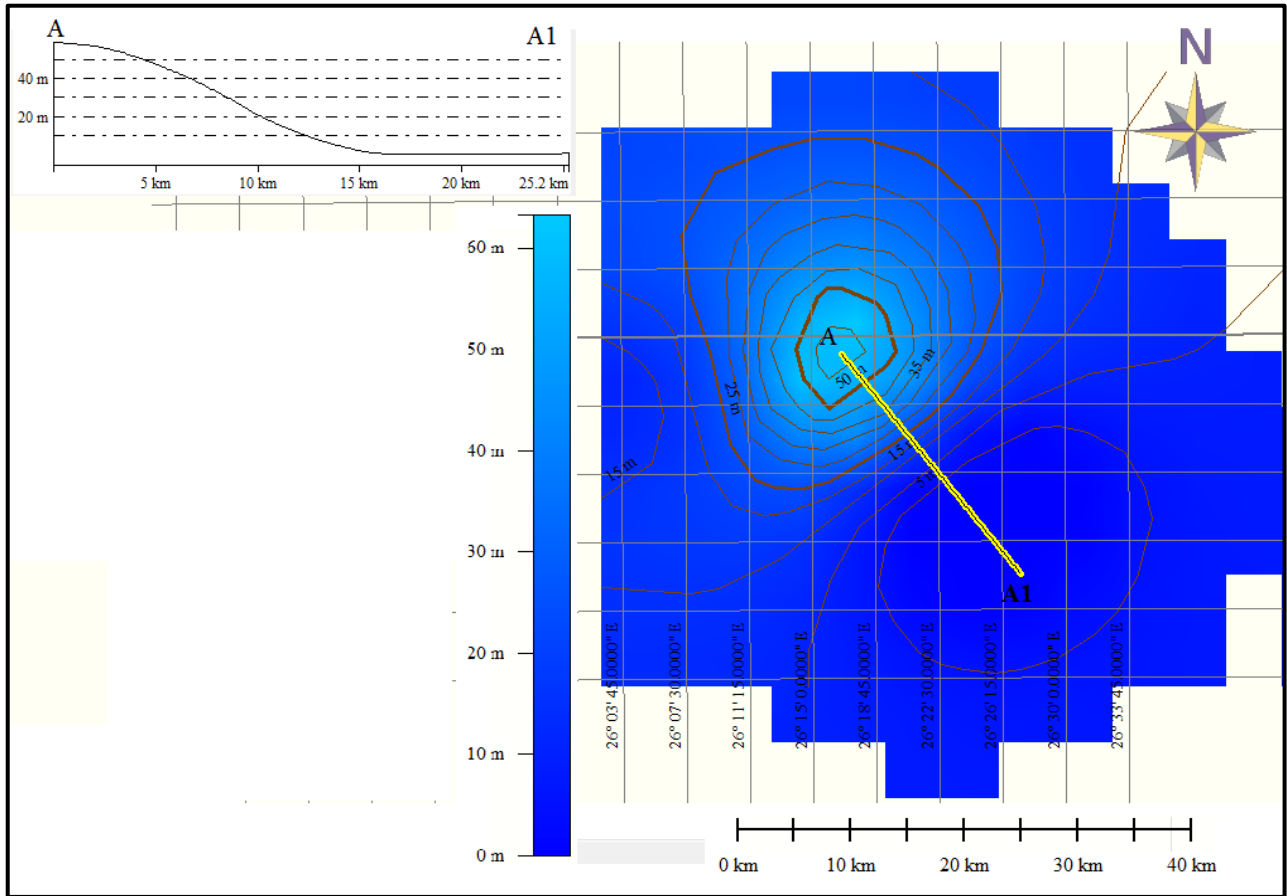 A
A1
N
40 m
20 m
5 km
10 km
15 km
20 km
25.2 km
60 m
50 m
40 m
30 m
20 m
10 m
0 m
A
50 m
35 m
25 m
15 m
15 m
5 m
A1
26° 03' 45.0000" E
26° 07' 30.0000" E
26° 11' 15.0000" E
26° 15' 0.0000" E
26° 18' 45.0000" E
26° 22' 30.0000" E
26° 26' 15.0000" E
26° 30' 0.0000" E
26° 33' 45.0000" E
0 km
10 km
20 km
30 km
40 km